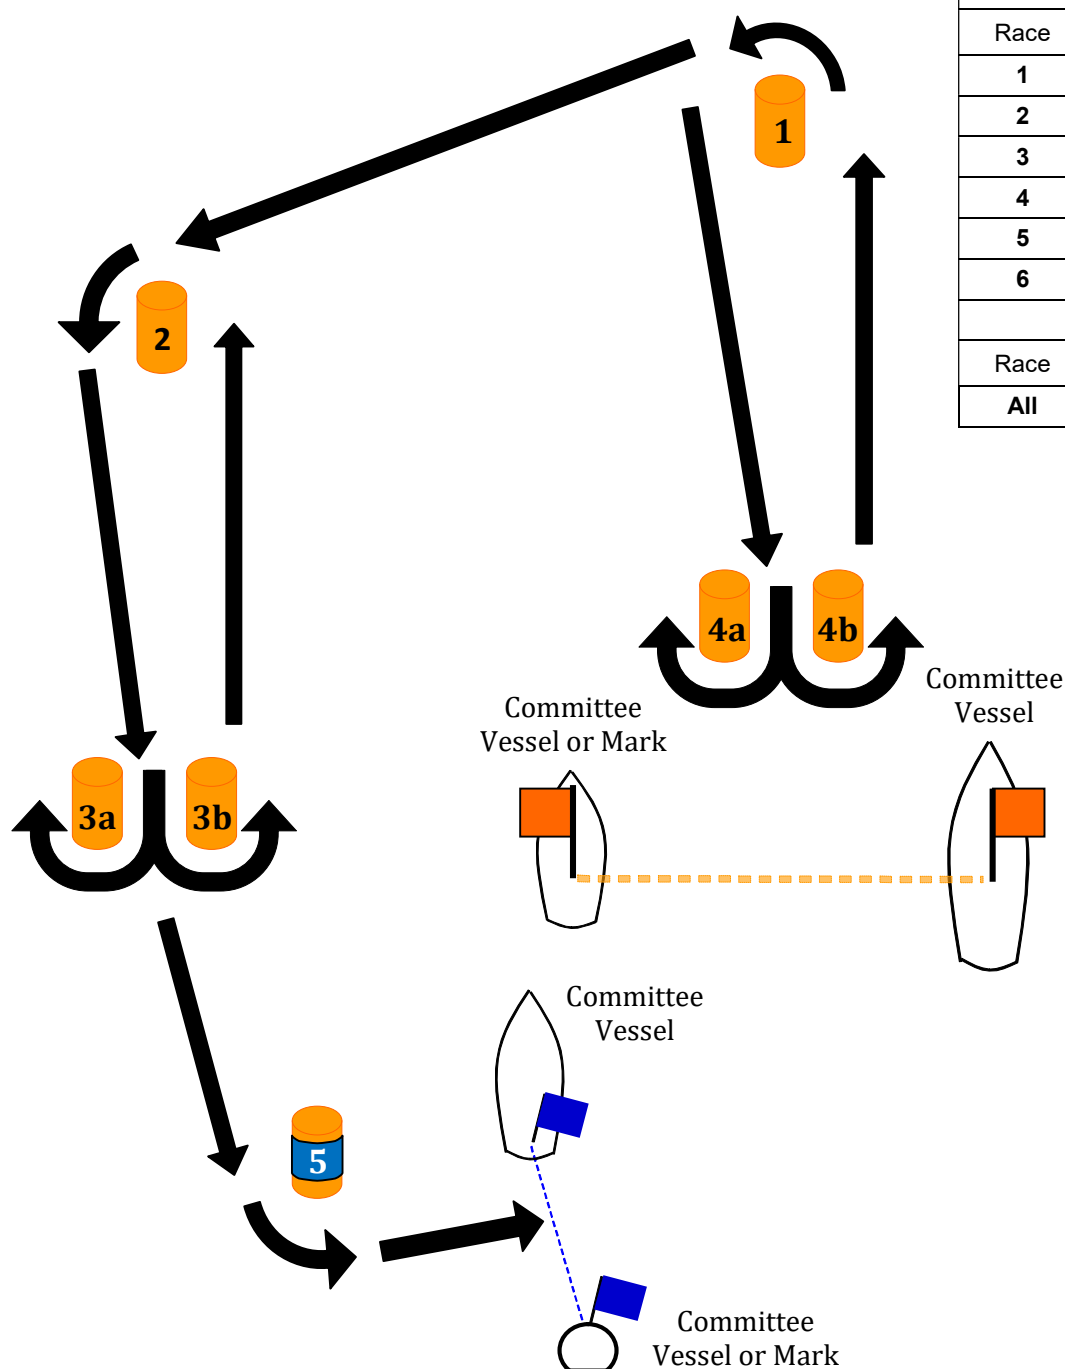 1
2
4a
4b
3a
3b
5
Committee
Vessel or Mark
Committee
Vessel
Committee
Vessel
Committee
Vessel or Mark
Race
1
2
3
4
5
6
Race
All